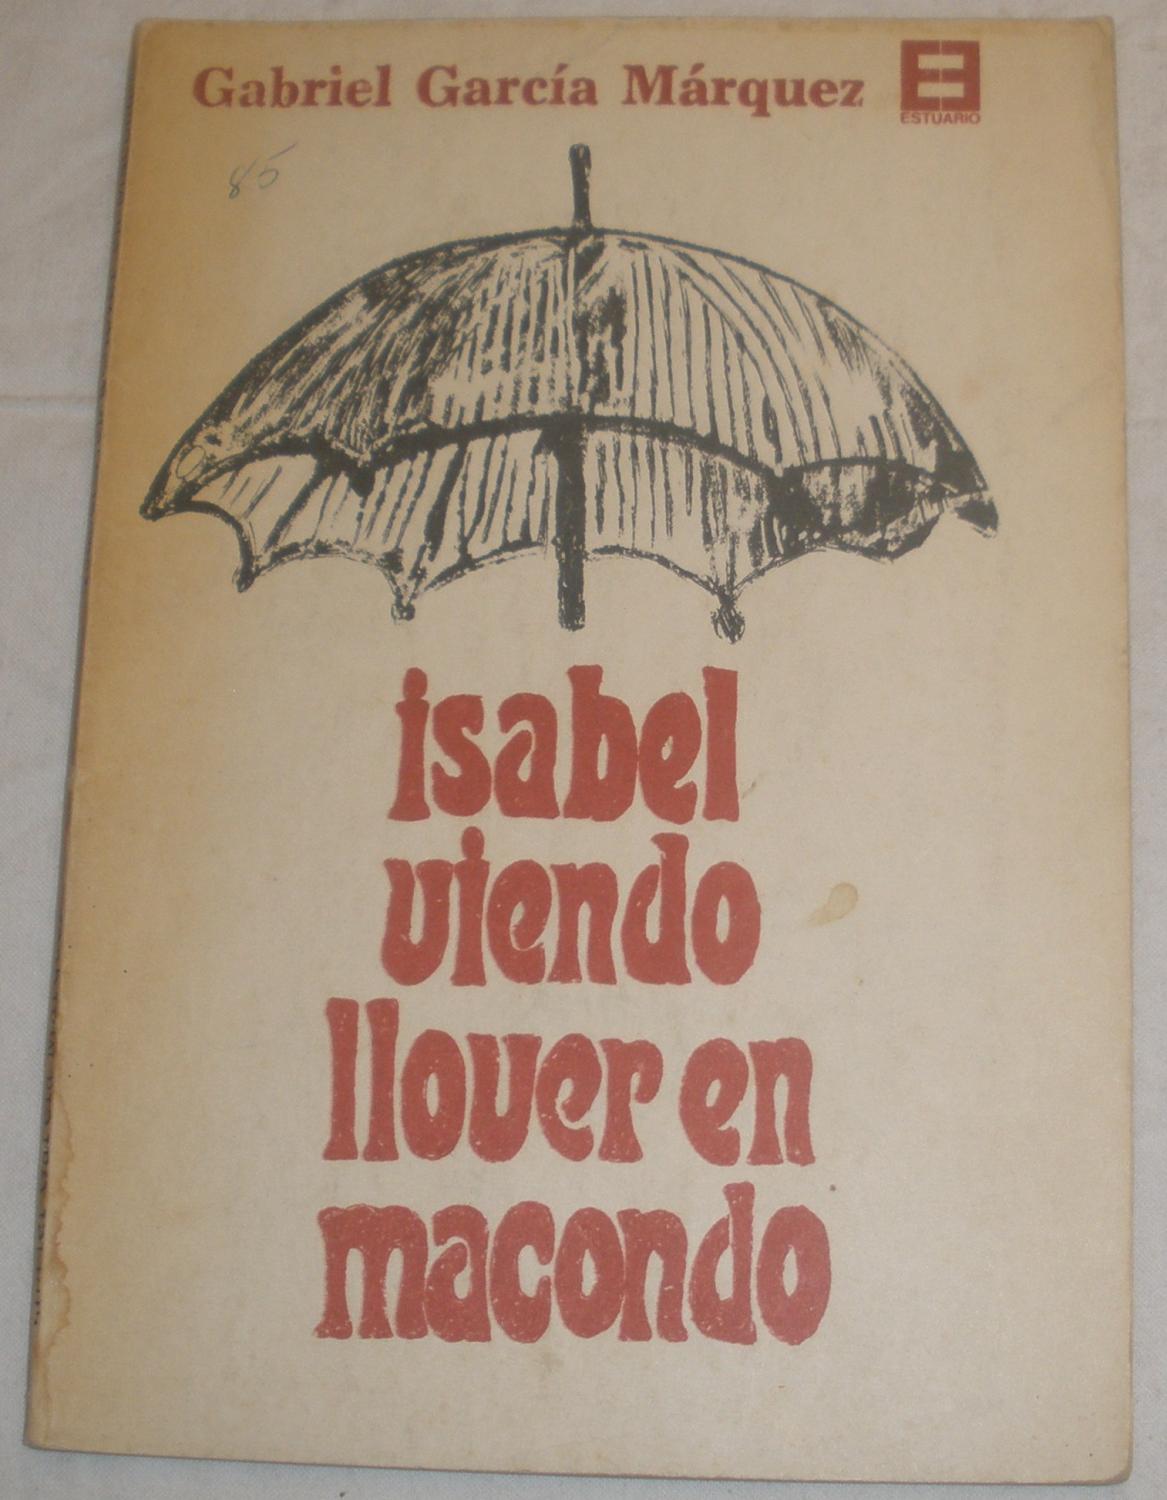 Gabriel García Márquez
ESTUARIO
85
isabel
viendo
llover en
macondo